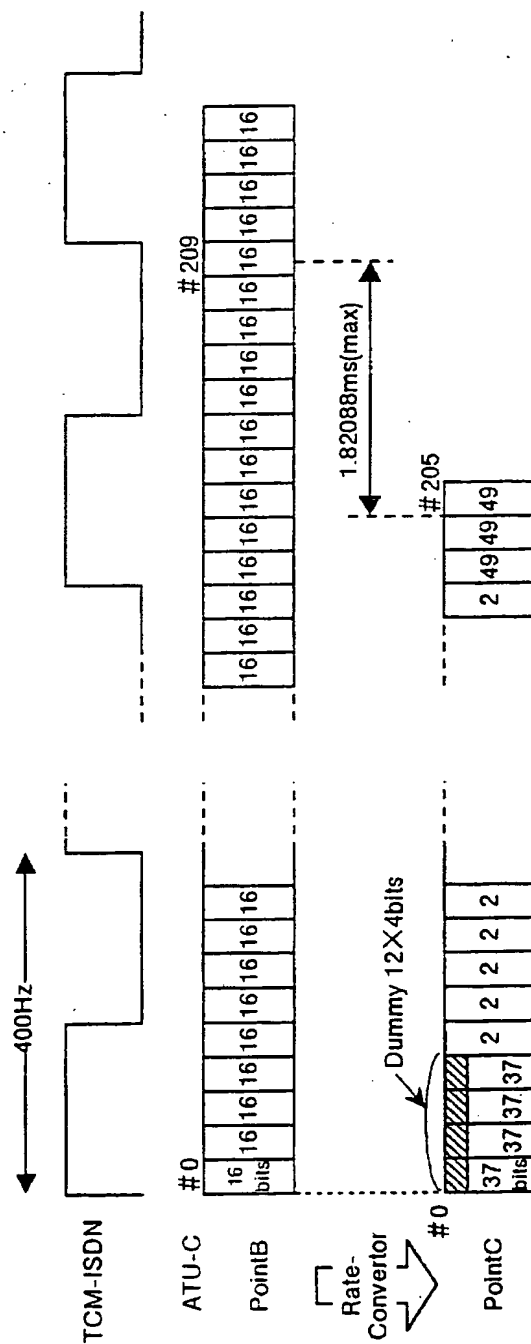 400Hz
TCM-ISDN
ATU-C
#0
#209
PointB
16 bits 16 16 16 16 16 16 16 16
16 16 16 16 16 16 16 16 16 16 16 16 16 16 16 16 16
Rate-
Convertor
Dummy 12×4bits
1.82088ms(max)
#0
#205
PointC
37 bits 37 37 37 2 2 2 2 2
2 49 49 49